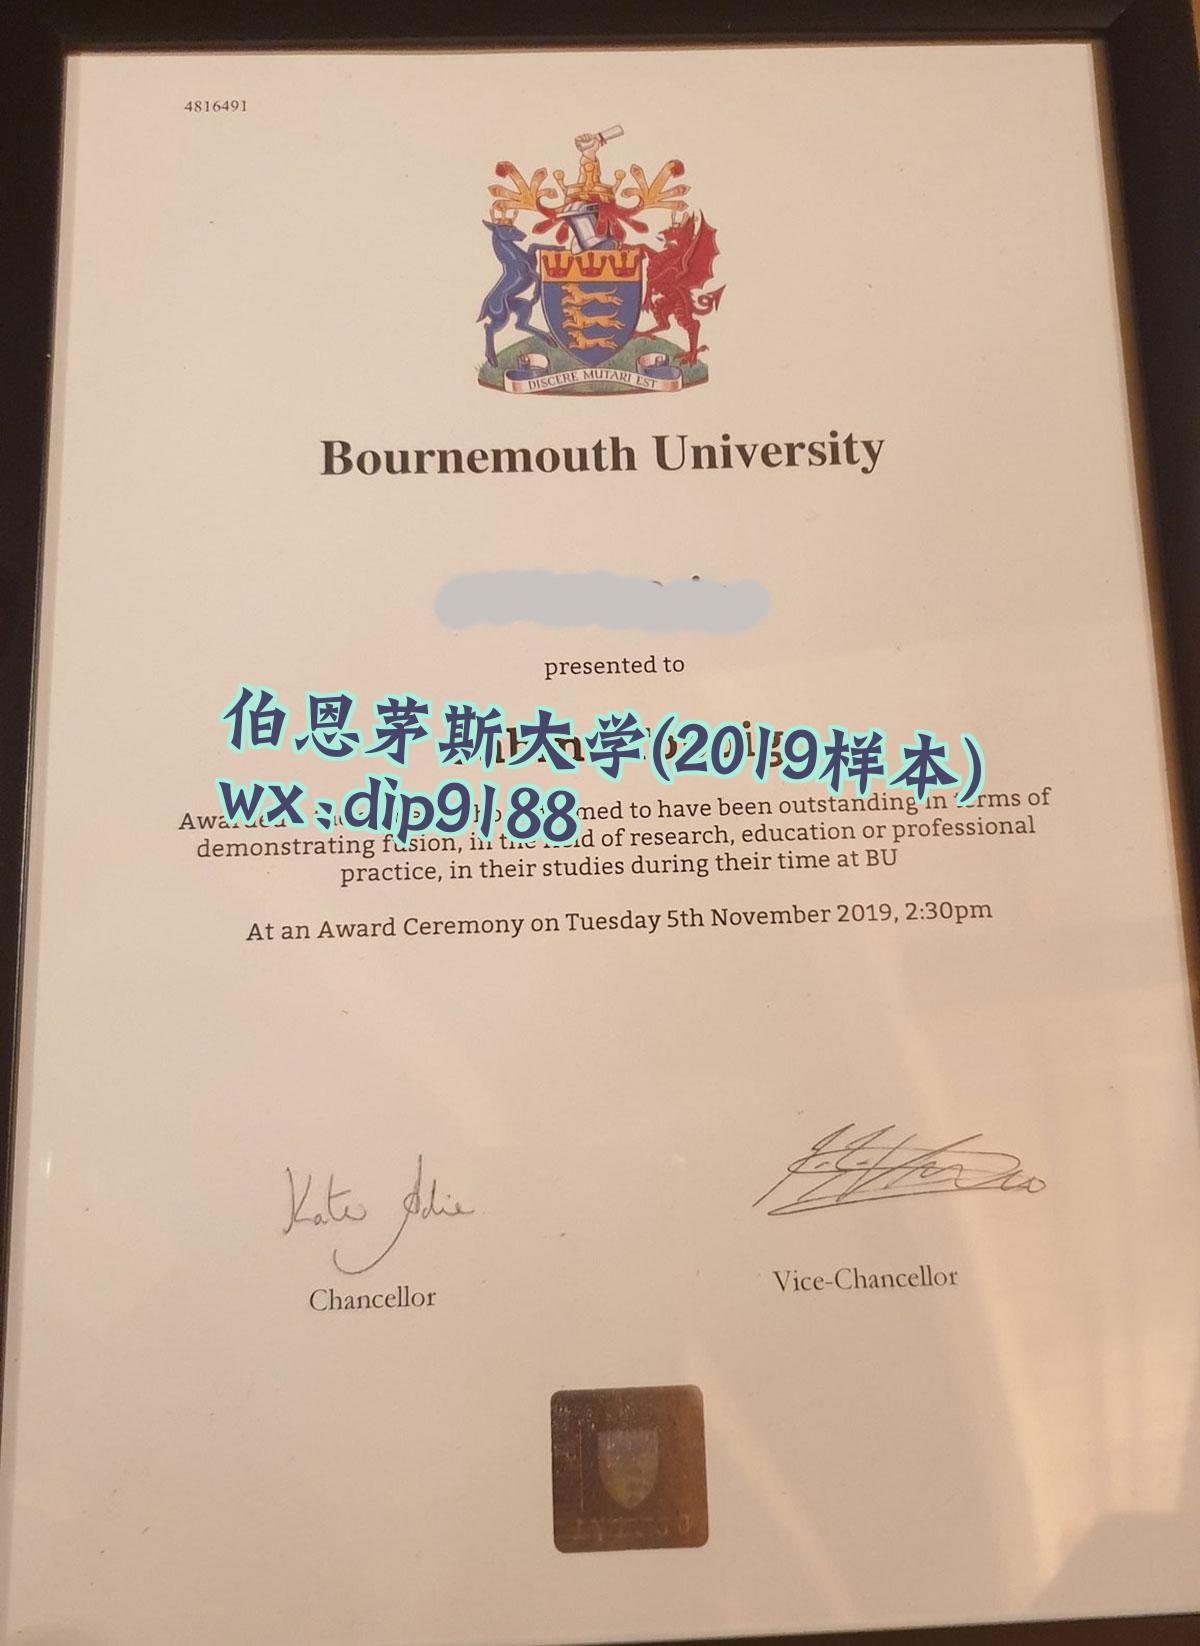 4816491
DISCERE MUTARI EST
Bournemouth University
presented to
伯恩茅斯大学(2019样本)
wx:dip9188
med to have been outstanding in terms of
demonstrating fusion, in the field of research, education or professional
practice, in their studies during their time at BU
At an Award Ceremony on Tuesday 5th November 2019, 2:30pm
Kate Adie
Chancellor
Vice-Chancellor